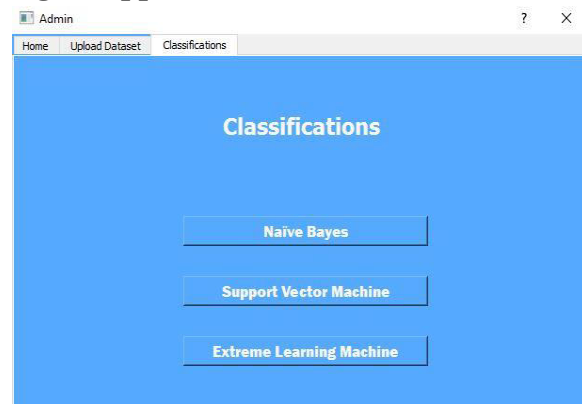 Admin ? X
Home Upload Dataset Classifications
Classifications
Naïve Bayes
Support Vector Machine
Extreme Learning Machine